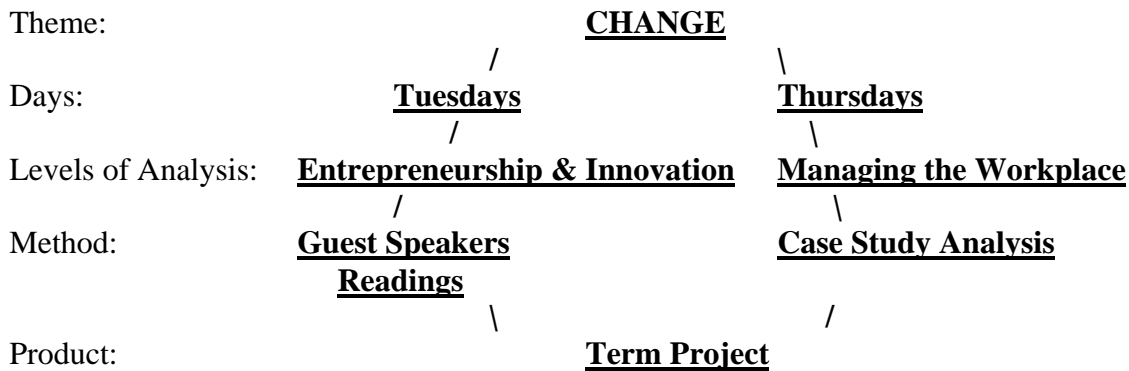 Theme: CHANGE
/ \
Days: Tuesdays Thursdays
/ \
Levels of Analysis: Entrepreneurship & Innovation Managing the Workplace
/ \
Method: Guest Speakers Case Study Analysis
Readings
\ /
Product: Term Project